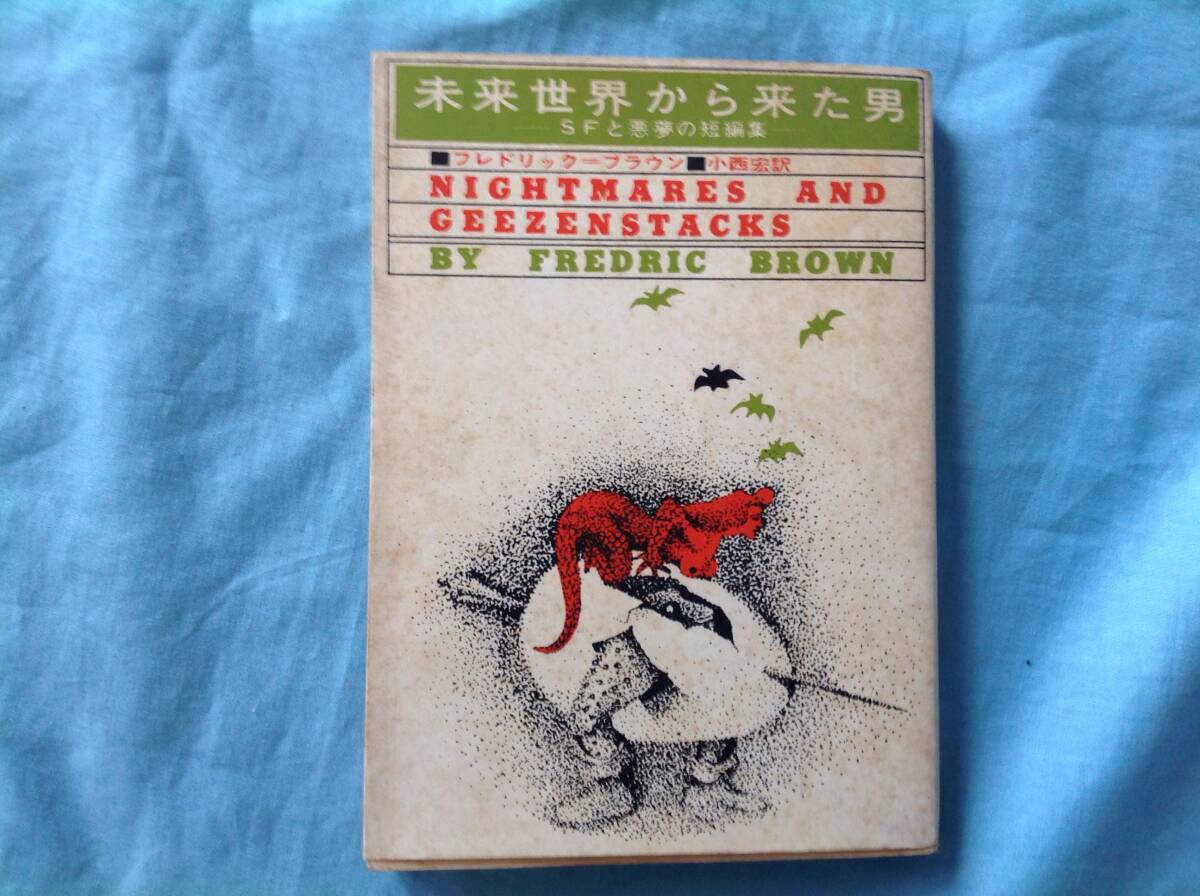 未来世界から来た男
SFと悪夢の短編集
■フレドリック=ブラウン■小西宏訳
NIGHTMARES AND
GEEZENSTACKS
BY FREDRIC BROWN